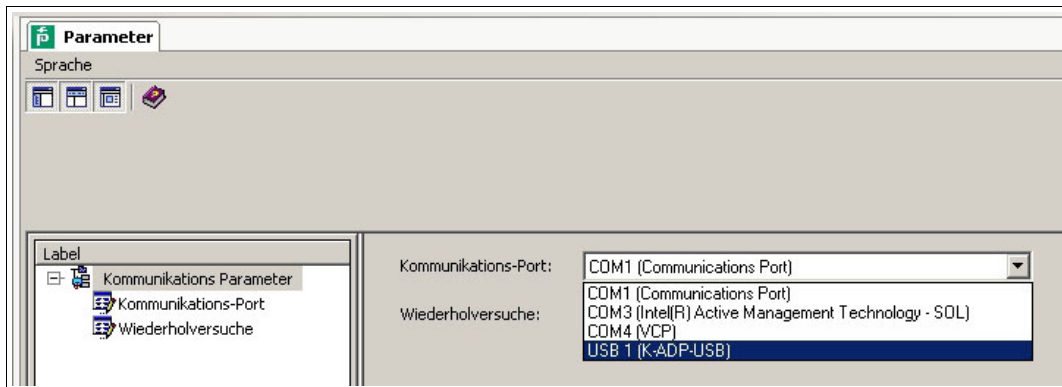 Parameter
Sprache
Label
Kommunikations Parameter
Kommunikations-Port
Wiederholversuche
Kommunikations-Port:
COM1 (Communications Port)
COM1 (Communications Port)
COM3 (Intel(R) Active Management Technology - SOL)
COM4 (VCP)
USB 1 (K-ADP-USB)
Wiederholversuche: